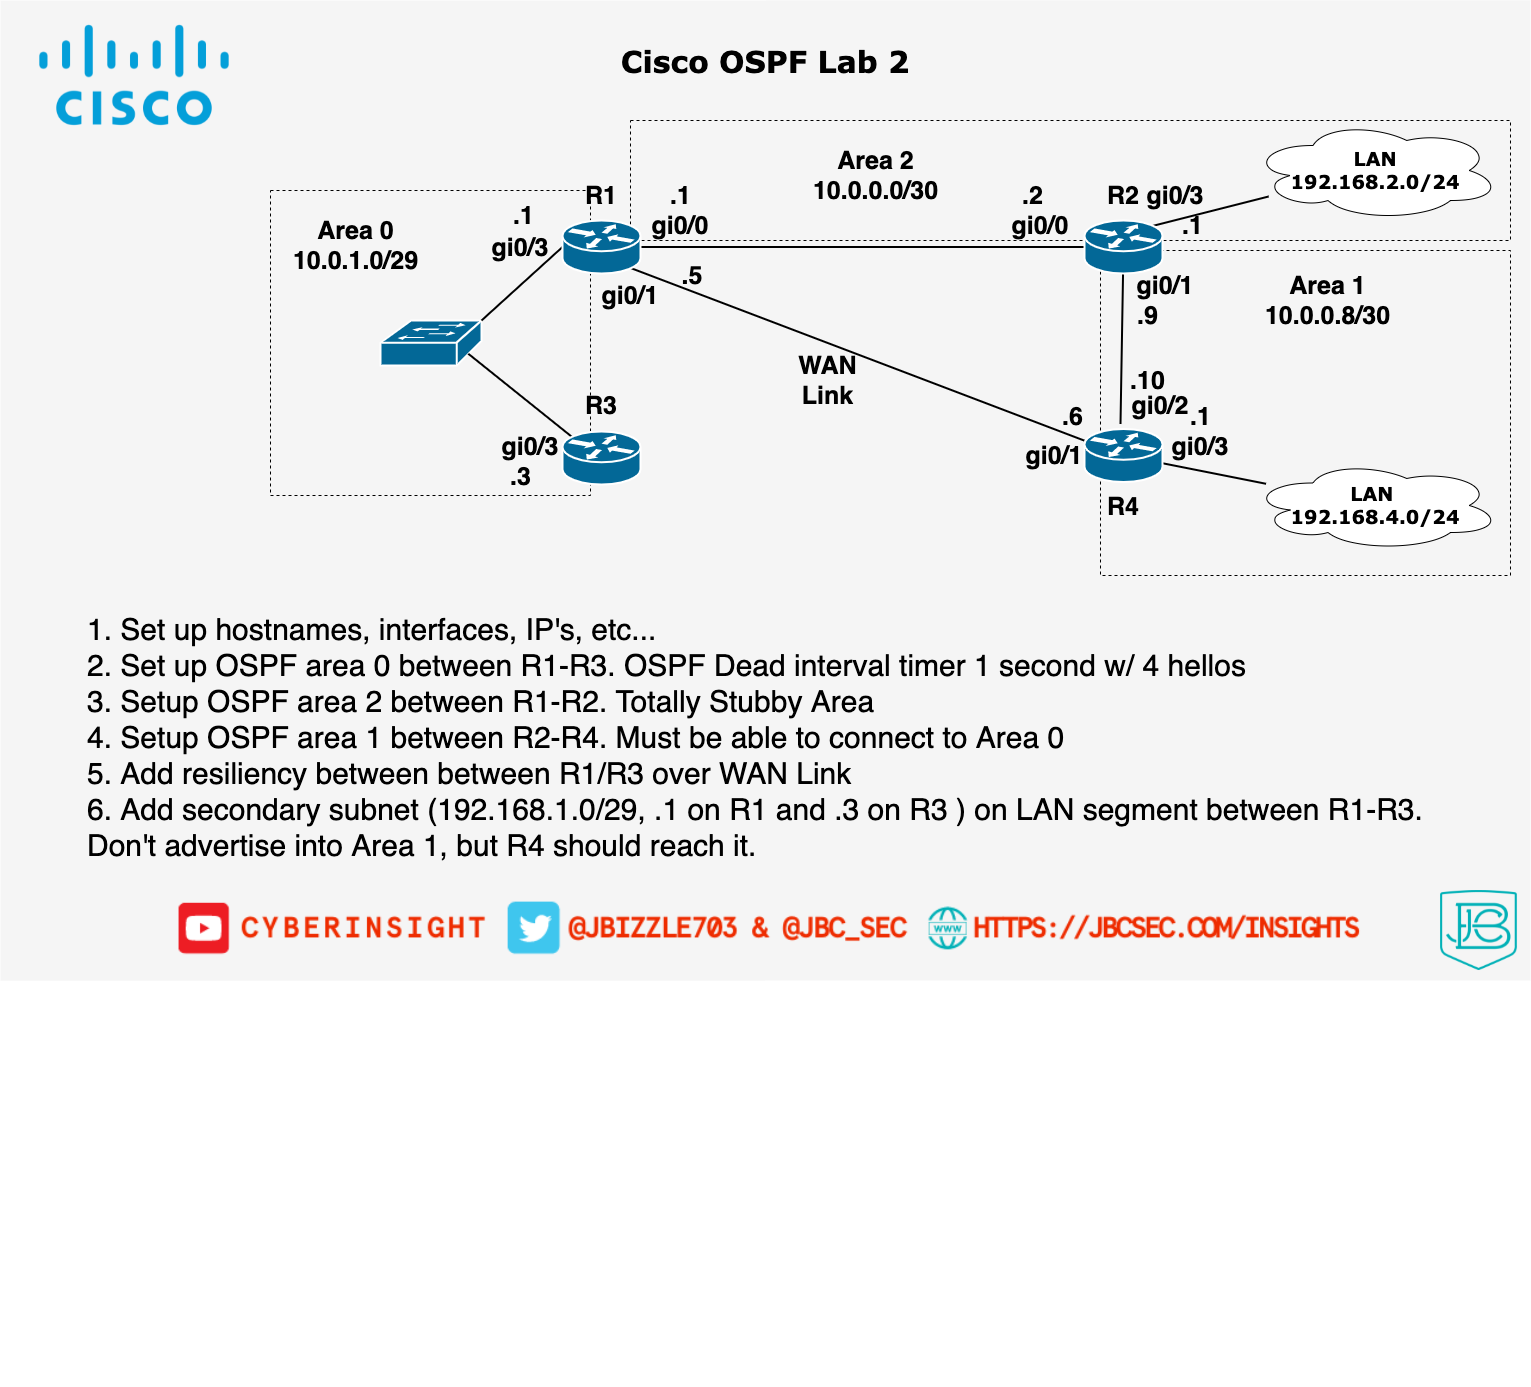 CISCO
Cisco OSPF Lab 2
Area 2
10.0.0.0/30
LAN
192.168.2.0/24
Area 0
10.0.1.0/29
R1
.1
gi0/3
.1
gi0/0
.2
gi0/0
R2 gi0/3
.1
gi0/1
.5
gi0/1
.9
Area 1
10.0.0.8/30
WAN
Link
R3
gi0/3
.3
.10
gi0/2
.1
gi0/3
.6
gi0/1
R4
LAN
192.168.4.0/24
1. Set up hostnames, interfaces, IP's, etc...
2. Set up OSPF area 0 between R1-R3. OSPF Dead interval timer 1 second w/ 4 hellos
3. Setup OSPF area 2 between R1-R2. Totally Stubby Area
4. Setup OSPF area 1 between R2-R4. Must be able to connect to Area 0
5. Add resiliency between between R1/R3 over WAN Link
6. Add secondary subnet (192.168.1.0/29, .1 on R1 and .3 on R3 ) on LAN segment between R1-R3.
Don't advertise into Area 1, but R4 should reach it.
CYBERINSIGHT
@JBIZZLE703 & @JBC_SEC
WWW
HTTPS://JBCSEC.COM/INSIGHTS
JBC